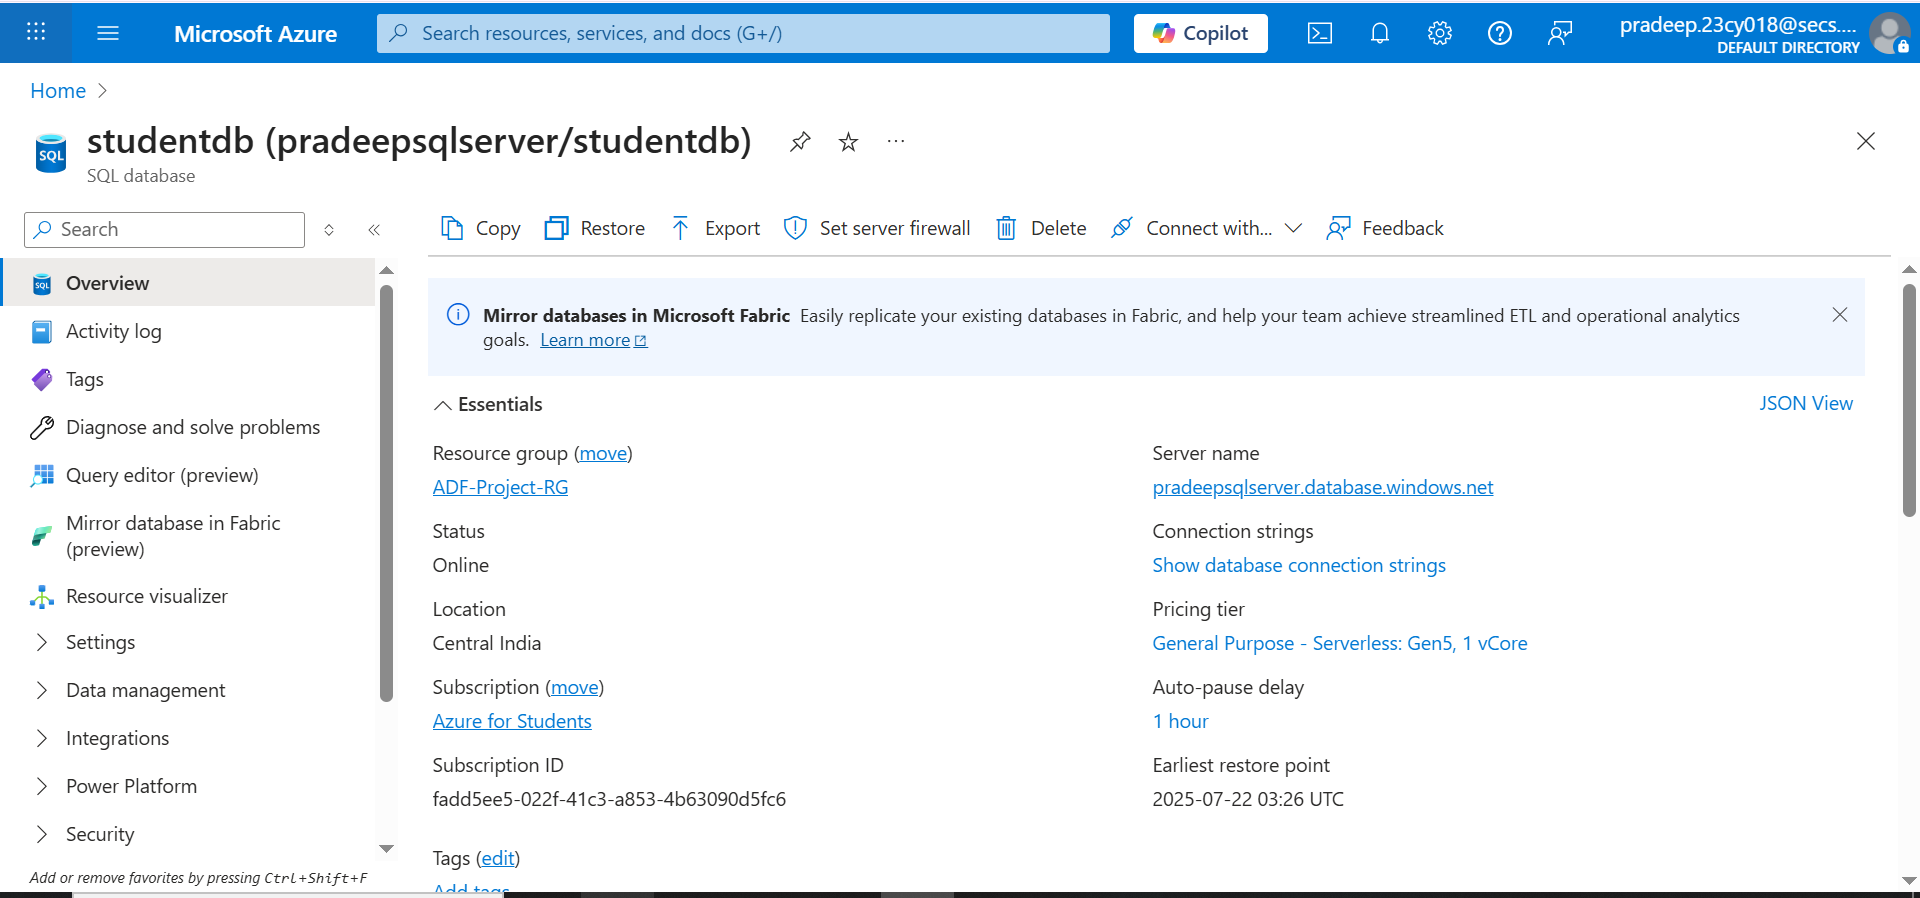 Microsoft Azure
Search resources, services, and docs (G+/)
Copilot
pradeep.23cy018@secs....
DEFAULT DIRECTORY
Home
studentdb (pradeepsqlserver/studentdb)
SQL database
SQL
Search
Copy
Restore
Export
Set server firewall
Delete
Connect with...
Feedback
Overview
Activity log
Tags
Diagnose and solve problems
Query editor (preview)
Mirror database in Fabric
(preview)
Resource visualizer
Settings
Data management
Integrations
Power Platform
Security
Add or remove favorites by pressing Ctrl+Shift+F
Mirror databases in Microsoft Fabric Easily replicate your existing databases in Fabric, and help your team achieve streamlined ETL and operational analytics
goals. Learn more
Essentials
JSON View
Resource group (move)
ADF-Project-RG
Status
Online
Location
Central India
Subscription (move)
Azure for Students
Subscription ID
fadd5ee5-022f-41c3-a853-4b63090d5fc6
Tags (edit)
Add tags
Server name
pradeepsqlserver.database.windows.net
Connection strings
Show database connection strings
Pricing tier
General Purpose - Serverless: Gen5, 1 vCore
Auto-pause delay
1 hour
Earliest restore point
2025-07-22 03:26 UTC